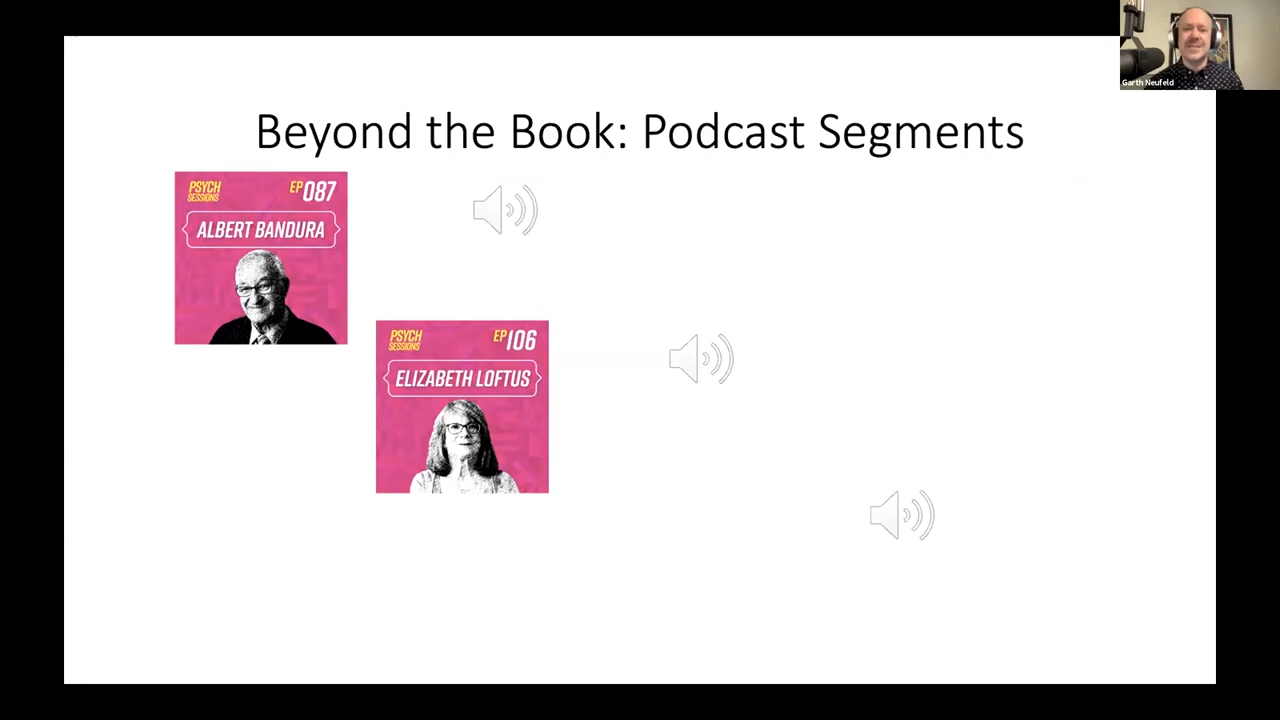 Garth Neufeld
Beyond the Book: Podcast Segments
PSYCH
SESSIONS
EP 087
ALBERT BANDURA
PSYCH
SESSIONS
EP 106
ELIZABETH LOFTUS